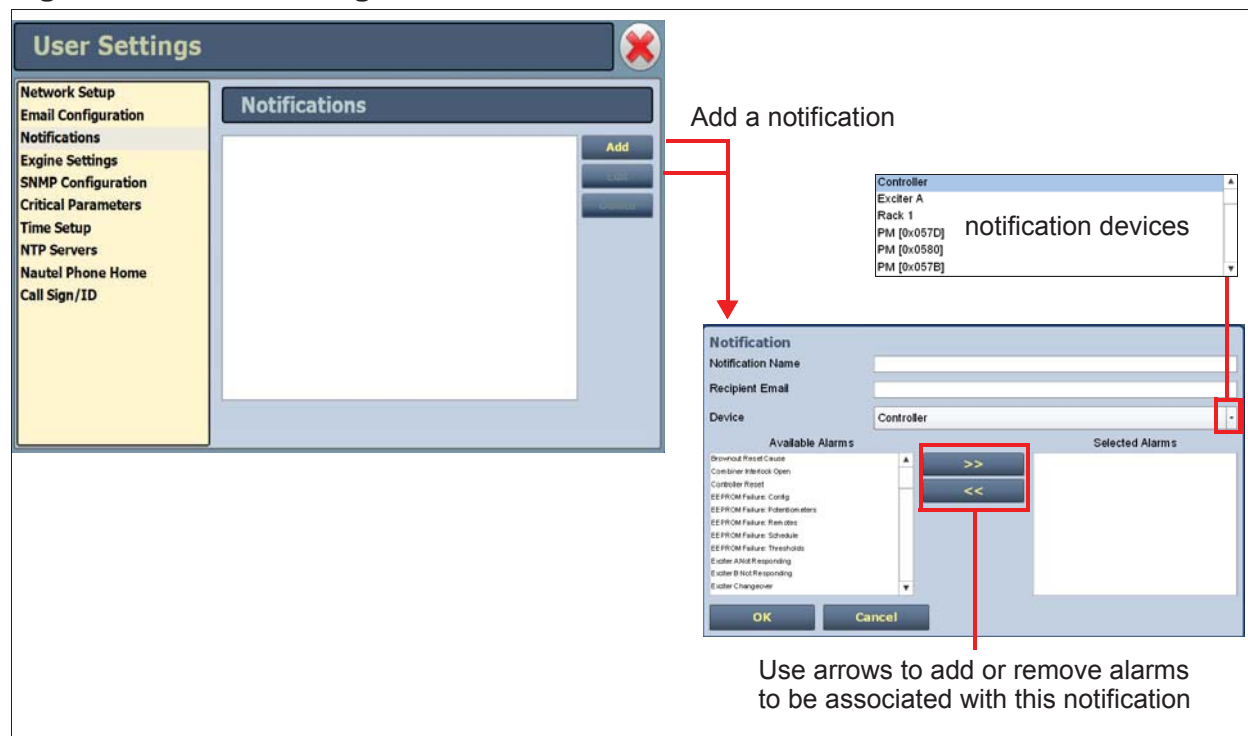 User Settings
Network Setup
Email Configuration
Notifications
Exgine Settings
SNMP Configuration
Critical Parameters
Time Setup
NTP Servers
Nautel Phone Home
Call Sign/ID
Notifications
Add
Edit
Delete
Add a notification
Controller
Exciter A
Rack 1
PM [0x057D]
PM [0x0580]
PM [0x057B]
notification devices
Notification
Notification Name
Recipient Email
Device
Controller
Available Alarms
Brownout Reset Cause
Combiner Interlock Open
Controller Reset
EEPROM Failure: Config
EEPROM Failure: Potentiometers
EEPROM Failure: Remotes
EEPROM Failure: Schedule
EEPROM Failure: Thresholds
Exciter A Not Responding
Exciter B Not Responding
Exciter Changeover
>>
<<
Selected Alarms
OK
Cancel
Use arrows to add or remove alarms
to be associated with this notification